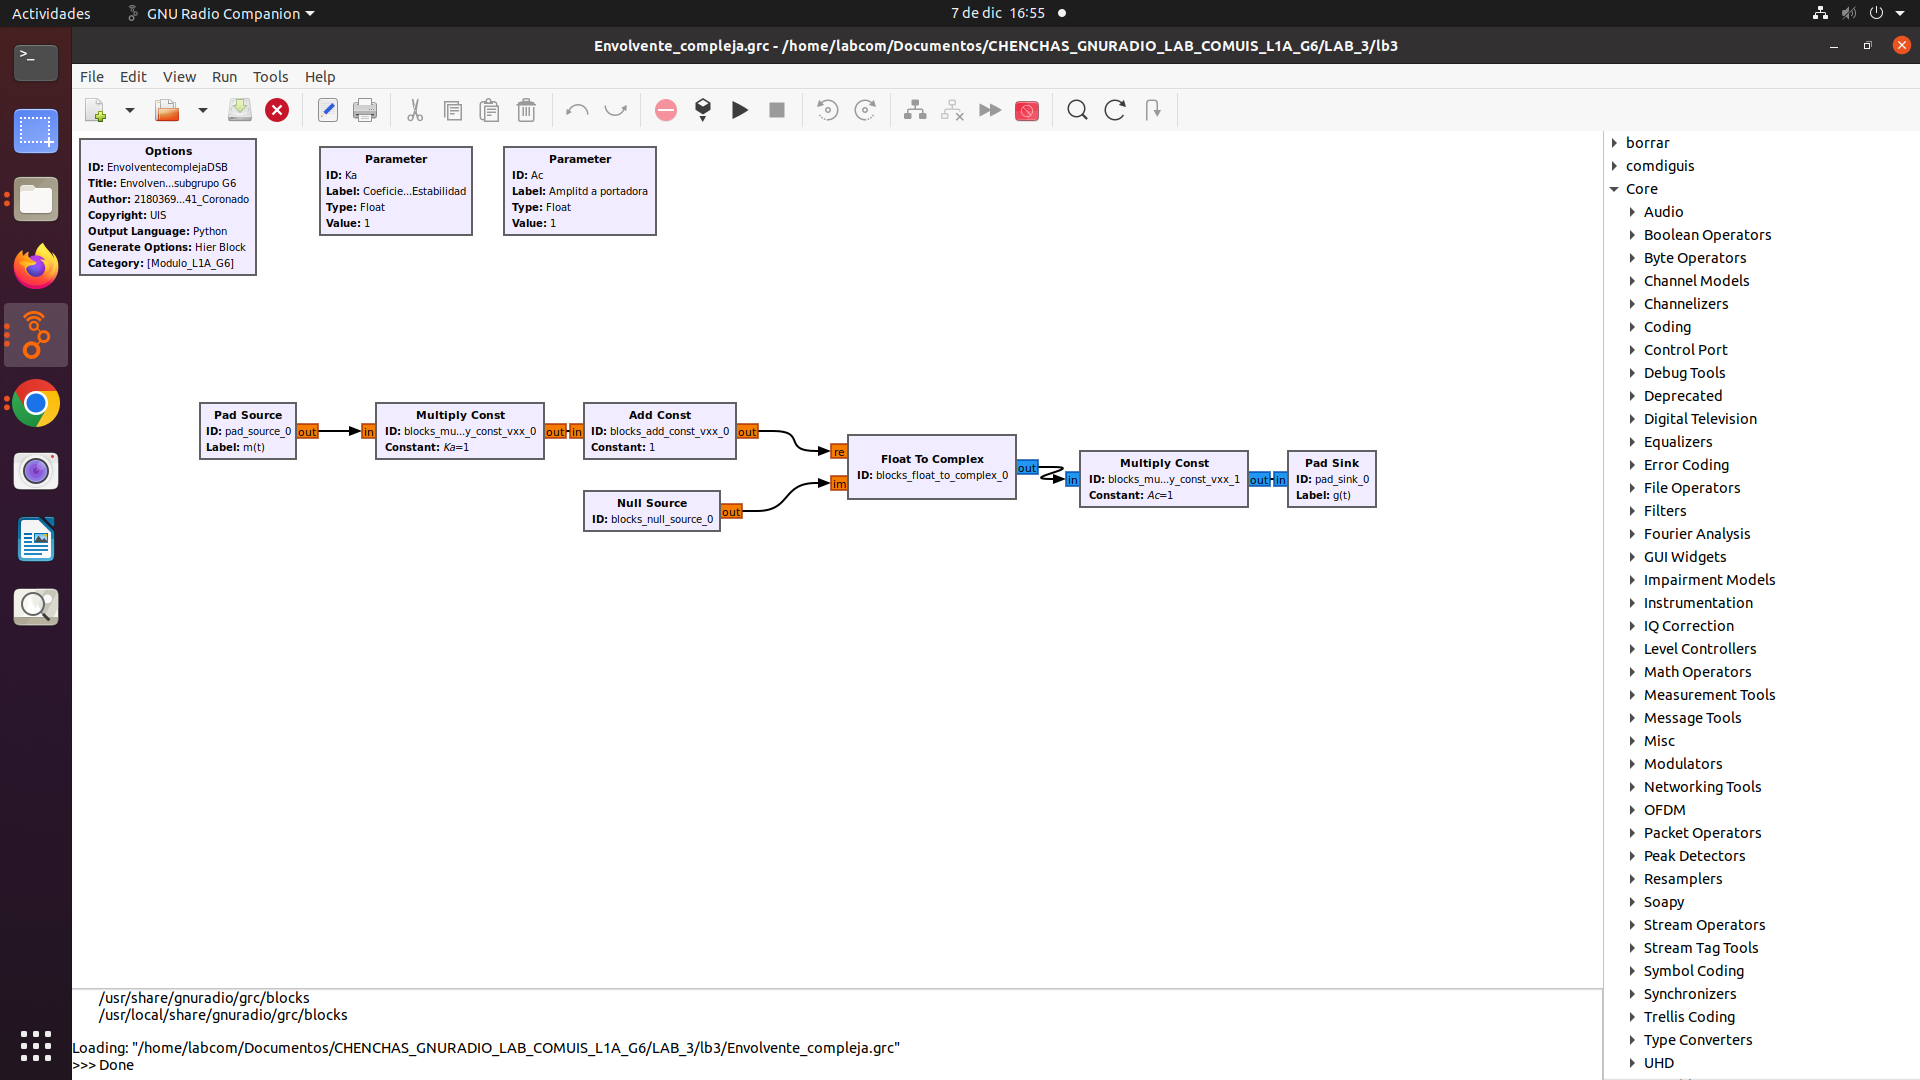 Actividades
GNU Radio Companion
7 de dic 16:55
Envolvente_compleja.grc - /home/labcom/Documentos/CHENCHAS_GNURADIO_LAB_COMUIS_L1A_G6/LAB_3/lb3
File Edit View Run Tools Help
Options
ID: EnvolventecomplejaDSB
Title: Envolven...subgrupo G6
Author: 2180369...41_Coronado
Copyright: UIS
Output Language: Python
Generate Options: Hier Block
Category: [Modulo_L1A_G6]
Parameter
ID: Ka
Label: Coeficie...Estabilidad
Type: Float
Value: 1
Parameter
ID: Ac
Label: Amplitd a portadora
Type: Float
Value: 1
Pad Source
ID: pad_source_0
Label: m(t)
out
in
Multiply Const
ID: blocks_mu...y_const_vxx_0
Constant: Ka=1
out
in
Add Const
ID: blocks_add_const_vxx_0
Constant: 1
out
Null Source
ID: blocks_null_source_0
out
re
im
Float To Complex
ID: blocks_float_to_complex_0
out
in
Multiply Const
ID: blocks_mu...y_const_vxx_1
Constant: Ac=1
out
in
Pad Sink
ID: pad_sink_0
Label: g(t)
borrar
comdiguis
Core
Audio
Boolean Operators
Byte Operators
Channel Models
Channelizers
Coding
Control Port
Debug Tools
Deprecated
Digital Television
Equalizers
Error Coding
File Operators
Filters
Fourier Analysis
GUI Widgets
Impairment Models
Instrumentation
IQ Correction
Level Controllers
Math Operators
Measurement Tools
Message Tools
Misc
Modulators
Networking Tools
OFDM
Packet Operators
Peak Detectors
Resamplers
Soapy
Stream Operators
Stream Tag Tools
Symbol Coding
Synchronizers
Trellis Coding
Type Converters
UHD
/usr/share/gnuradio/grc/blocks
/usr/local/share/gnuradio/grc/blocks
Loading: "/home/labcom/Documentos/CHENCHAS_GNURADIO_LAB_COMUIS_L1A_G6/LAB_3/lb3/Envolvente_compleja.grc"
>>> Done